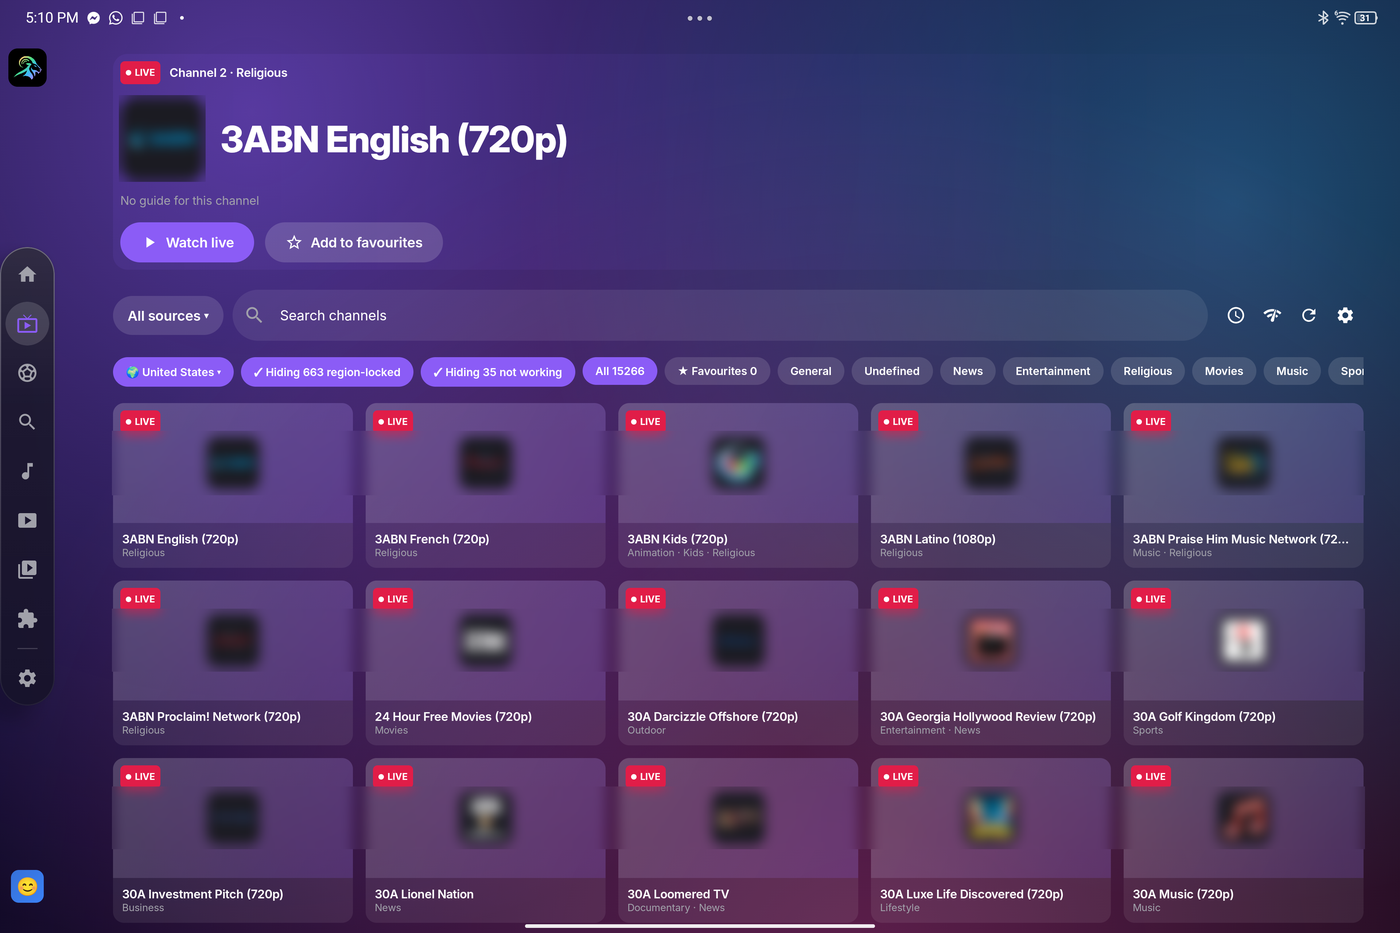 5:10 PM
31
LIVE Channel 2 · Religious
3ABN English (720p)
No guide for this channel
Watch live
Add to favourites
All sources ▾
Search channels
United States ▾
✓ Hiding 663 region-locked
✓ Hiding 35 not working
All 15266
★ Favourites 0
General
Undefined
News
Entertainment
Religious
Movies
Music
Spor
LIVE
LIVE
LIVE
LIVE
LIVE
3ABN English (720p)
Religious
3ABN French (720p)
Religious
3ABN Kids (720p)
Animation · Kids · Religious
3ABN Latino (1080p)
Religious
3ABN Praise Him Music Network (72...
Music · Religious
LIVE
LIVE
LIVE
LIVE
LIVE
3ABN Proclaim! Network (720p)
Religious
24 Hour Free Movies (720p)
Movies
30A Darcizzle Offshore (720p)
Outdoor
30A Georgia Hollywood Review (720p)
Entertainment · News
30A Golf Kingdom (720p)
Sports
LIVE
LIVE
LIVE
LIVE
LIVE
30A Investment Pitch (720p)
Business
30A Lionel Nation
News
30A Loomered TV
Documentary · News
30A Luxe Life Discovered (720p)
Lifestyle
30A Music (720p)
Music